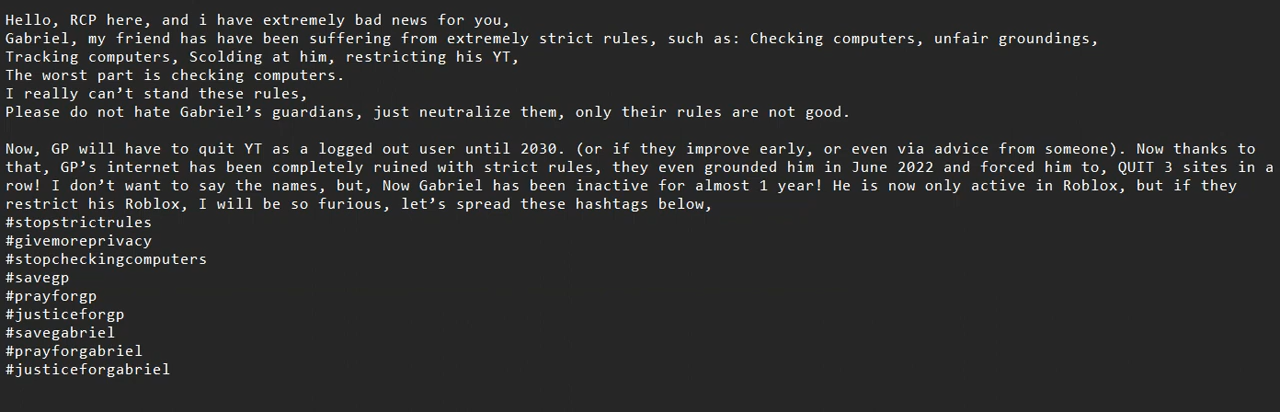 Hello, RCP here, and i have extremely bad news for you,
Gabriel, my friend has have been suffering from extremely strict rules, such as: Checking computers, unfair groundings,
Tracking computers, Scolding at him, restricting his YT,
The worst part is checking computers.
I really can’t stand these rules,
Please do not hate Gabriel’s guardians, just neutralize them, only their rules are not good.

Now, GP will have to quit YT as a logged out user until 2030. (or if they improve early, or even via advice from someone). Now thanks to
that, GP’s internet has been completely ruined with strict rules, they even grounded him in June 2022 and forced him to, QUIT 3 sites in a
row! I don’t want to say the names, but, Now Gabriel has been inactive for almost 1 year! He is now only active in Roblox, but if they
restrict his Roblox, I will be so furious, let’s spread these hashtags below,
#stopstrictrules
#givemoreprivacy
#stopcheckingcomputers
#savegp
#prayforgp
#justiceforgp
#savegabriel
#prayforgabriel
#justiceforgabriel